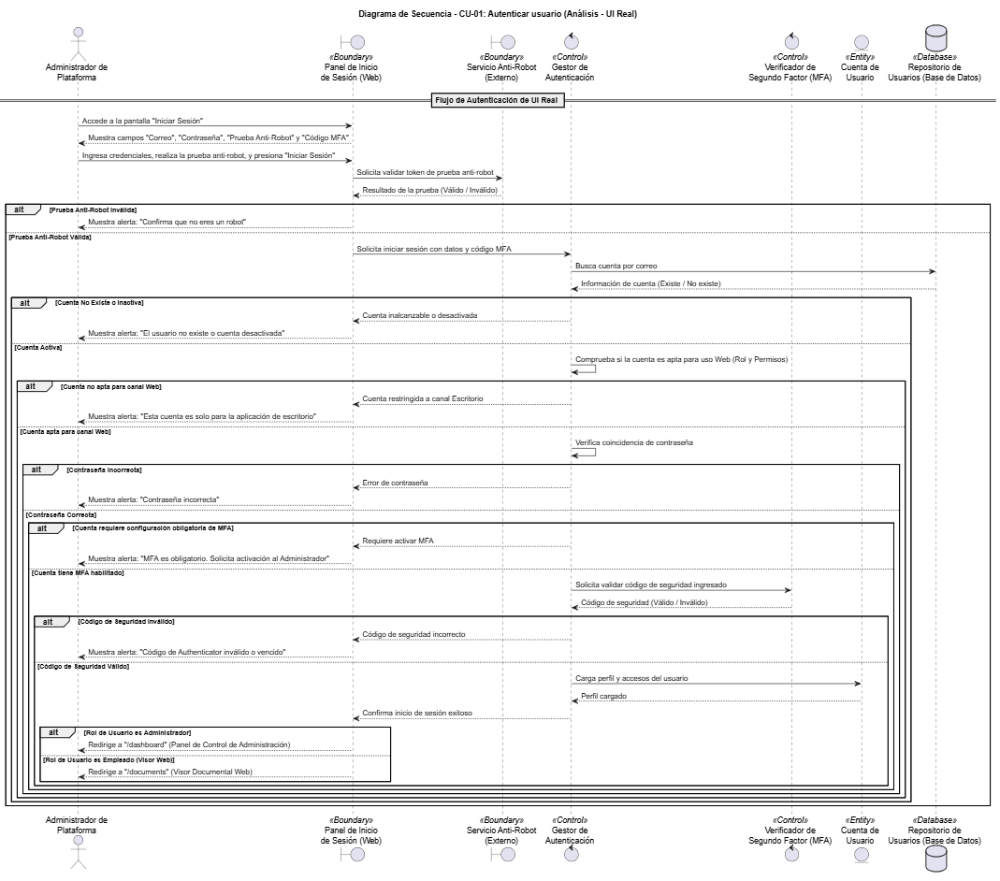 Diagrama de Secuencia - CU-01: Autenticar usuario (Análisis - UI Real)
Administrador de
Plataforma
«Boundary»
Panel de Inicio
de Sesión (Web)
«Boundary»
Servicio Anti-Robot
(Externo)
«Control»
Gestor de
Autenticación
«Control»
Verificador de
Segundo Factor (MFA)
«Entity»
Cuenta de
Usuario
«Database»
Repositorio de
Usuarios (Base de Datos)
Flujo de Autenticación de UI Real
Accede a la pantalla "Iniciar Sesión"
Muestra campos "Correo", "Contraseña", "Prueba Anti-Robot" y "Código MFA"
Ingresa credenciales, realiza la prueba anti-robot, y presiona "Iniciar Sesión"
Solicita validar token de prueba anti-robot
Resultado de la prueba (Válido / Inválido)
alt [Prueba Anti-Robot Inválida]
Muestra alerta: "Confirma que no eres un robot"
[Prueba Anti-Robot Válida]
Solicita iniciar sesión con datos y código MFA
Busca cuenta por correo
Información de cuenta (Existe / No existe)
alt [Cuenta No Existe o Inactiva]
Cuenta inalcanzable o desactivada
Muestra alerta: "El usuario no existe o cuenta desactivada"
[Cuenta Activa]
Comprueba si la cuenta es apta para uso Web (Rol y Permisos)
alt [Cuenta no apta para canal Web]
Cuenta restringida a canal Escritorio
Muestra alerta: "Esta cuenta es solo para la aplicación de escritorio"
[Cuenta apta para canal Web]
Verifica coincidencia de contraseña
alt [Contraseña Incorrecta]
Error de contraseña
Muestra alerta: "Contraseña incorrecta"
[Contraseña Correcta]
alt [Cuenta requiere configuración obligatoria de MFA]
Requiere activar MFA
Muestra alerta: "MFA es obligatorio. Solicita activación al Administrador"
[Cuenta tiene MFA habilitado]
Solicita validar código de seguridad ingresado
Código de seguridad (Válido / Inválido)
alt [Código de Seguridad Inválido]
Código de seguridad incorrecto
Muestra alerta: "Código de Authenticator inválido o vencido"
[Código de Seguridad Válido]
Carga perfil y accesos del usuario
Perfil cargado
Confirma inicio de sesión exitoso
alt [Rol de Usuario es Administrador]
Redirige a "/dashboard" (Panel de Control de Administración)
[Rol de Usuario es Empleado (Visor Web)]
Redirige a "/documents" (Visor Documental Web)
Administrador de
Plataforma
«Boundary»
Panel de Inicio
de Sesión (Web)
«Boundary»
Servicio Anti-Robot
(Externo)
«Control»
Gestor de
Autenticación
«Control»
Verificador de
Segundo Factor (MFA)
«Entity»
Cuenta de
Usuario
«Database»
Repositorio de
Usuarios (Base de Datos)